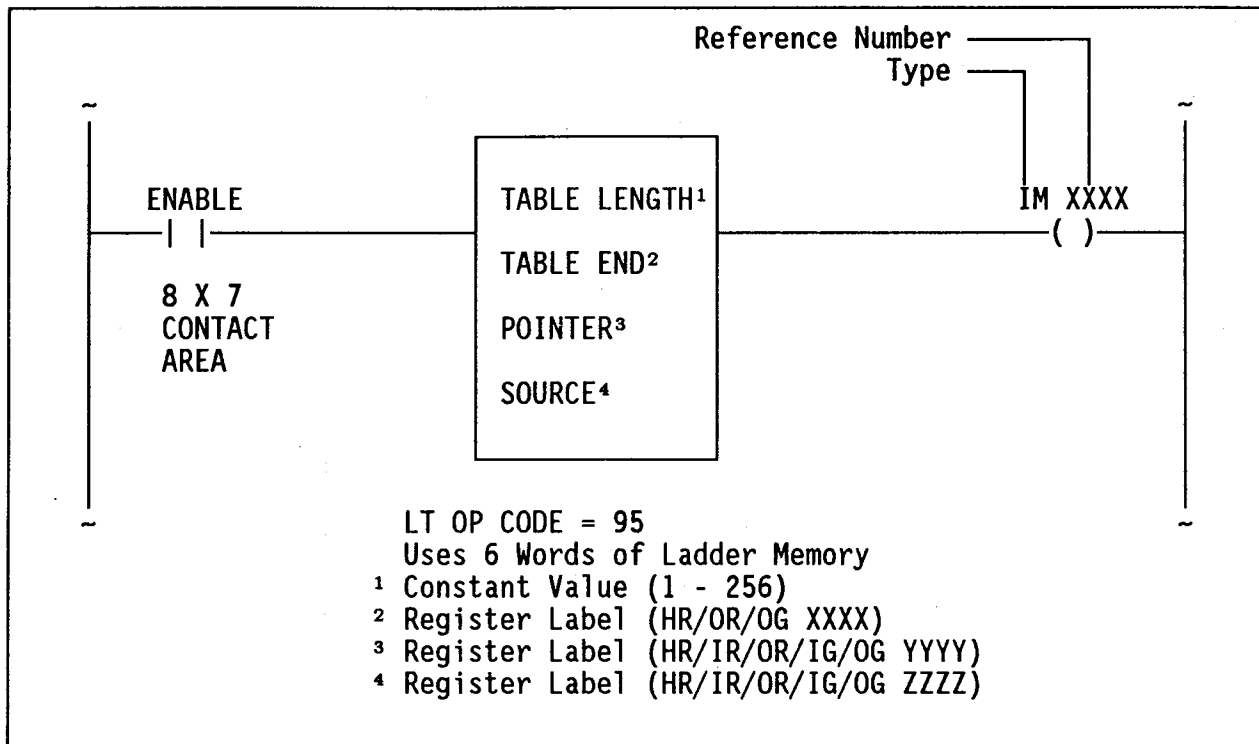 Reference Number
Type
~ ~
ENABLE
TABLE LENGTH¹
IM XXXX
( )
TABLE END²
8 X 7
CONTACT
AREA
POINTER³
SOURCE⁴
~ ~
LT OP CODE = 95
Uses 6 Words of Ladder Memory
¹ Constant Value (1 - 256)
² Register Label (HR/OR/OG XXXX)
³ Register Label (HR/IR/OR/IG/OG YYYY)
⁴ Register Label (HR/IR/OR/IG/OG ZZZZ)